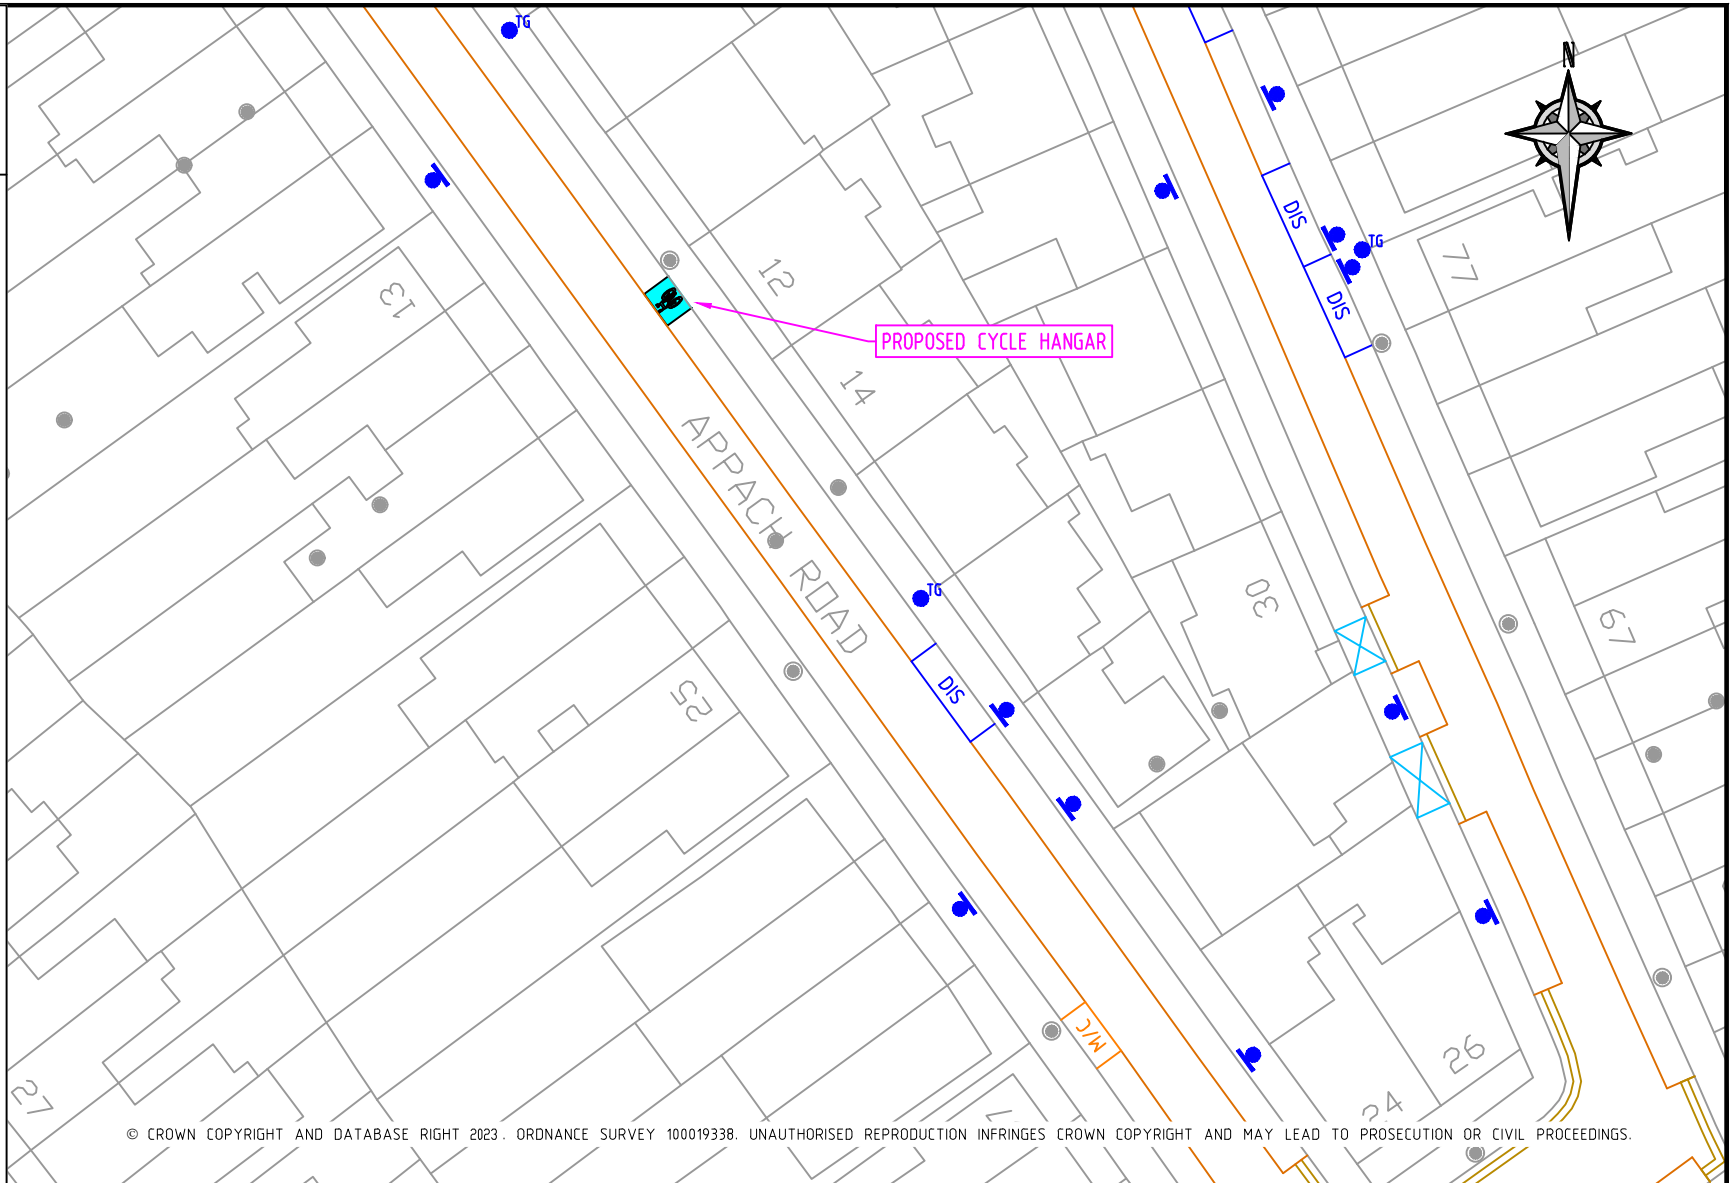 TG
N
DIS
TG
77
12
13
DIS
PROPOSED CYCLE HANGAR
14
APPACH ROAD
TG
30
67
DIS
25
M/C
26
27
24
© CROWN COPYRIGHT AND DATABASE RIGHT 2023. ORDNANCE SURVEY 100019338. UNAUTHORISED REPRODUCTION INFRINGES CROWN COPYRIGHT AND MAY LEAD TO PROSECUTION OR CIVIL PROCEEDINGS.